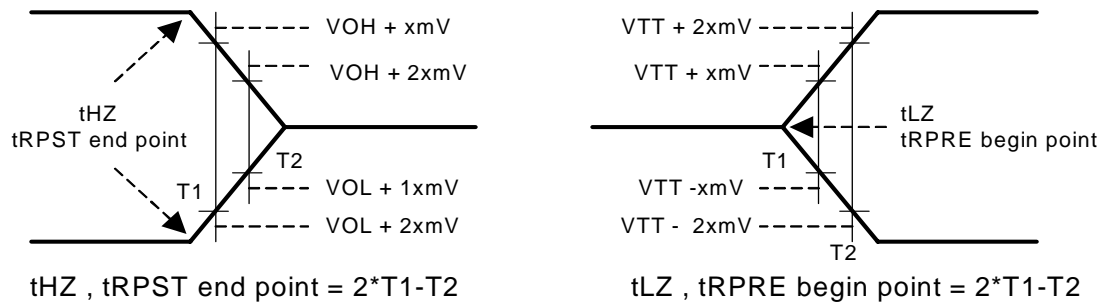 VOH + xmV
VOH + 2xmV
tHZ
tRPST end point
T1
T2
VOL + 1xmV
VOL + 2xmV
tHZ , tRPST end point = 2*T1-T2
VTT + 2xmV
VTT + xmV
tLZ
tRPRE begin point
T1
VTT -xmV
VTT - 2xmV
T2
tLZ , tRPRE begin point = 2*T1-T2